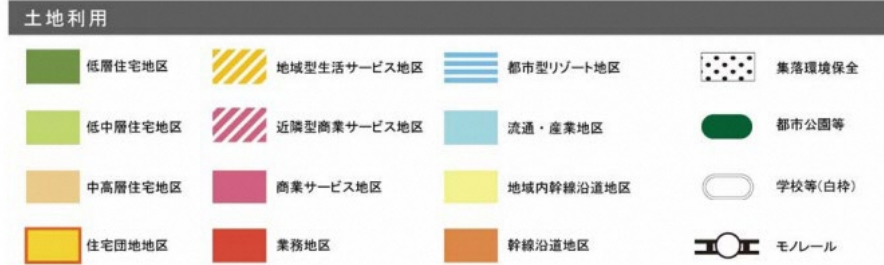 土地利用
低層住宅地区
地域型生活サービス地区
都市型リゾート地区
集落環境保全
低中層住宅地区
近隣型商業サービス地区
流通・産業地区
都市公園等
中高層住宅地区
商業サービス地区
地域内幹線沿道地区
学校等(白枠)
住宅団地地区
業務地区
幹線沿道地区
モノレール